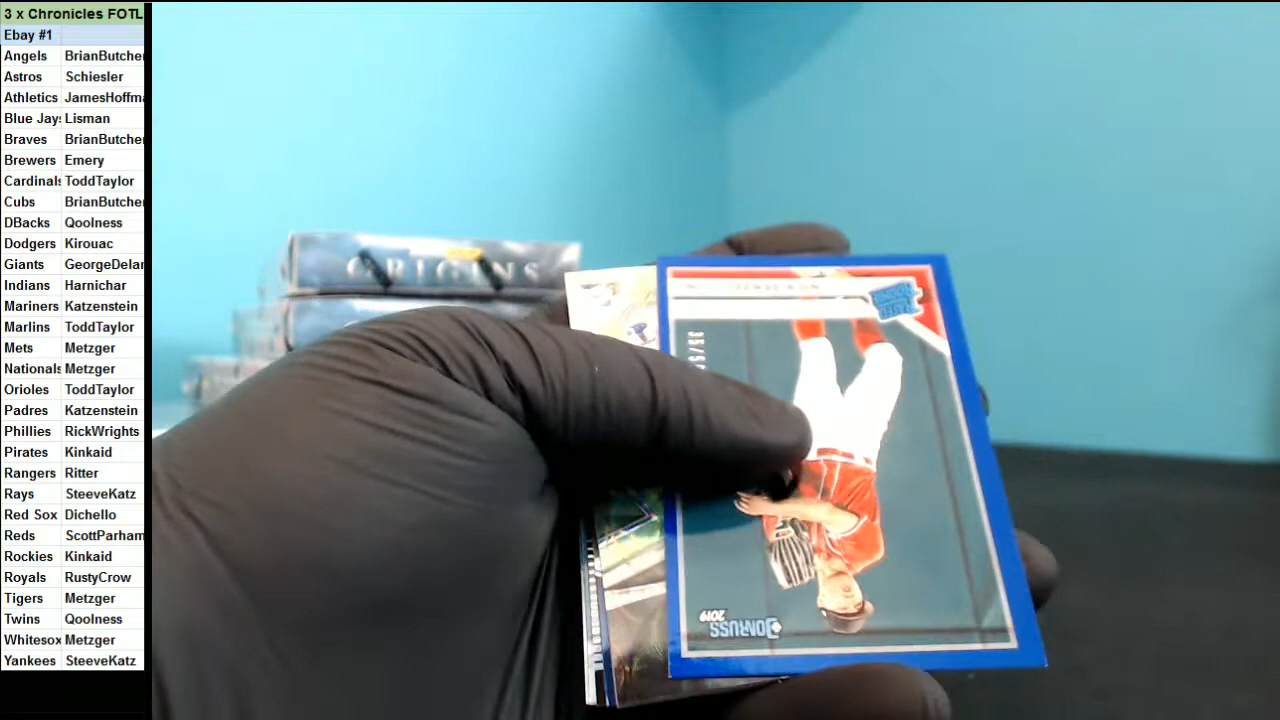 3 x Chronicles FOTL
Ebay #1
Angels BrianButcher
Astros Schiesler
Athletics JamesHoffma
Blue Jays Lisman
Braves BrianButcher
Brewers Emery
Cardinals ToddTaylor
Cubs BrianButcher
DBacks Qoolness
Dodgers Kirouac
Giants GeorgeDelar
Indians Harnichar
Mariners Katzenstein
Marlins ToddTaylor
Mets Metzger
Nationals Metzger
Orioles ToddTaylor
Padres Katzenstein
Phillies RickWrights
Pirates Kinkaid
Rangers Ritter
Rays SteeveKatz
Red Sox Dichello
Reds ScottParham
Rockies Kinkaid
Royals RustyCrow
Tigers Metzger
Twins Qoolness
Whitesox Metzger
Yankees SteeveKatz
ORIGINS
RATED ROOKIE
2019
DONRUSS